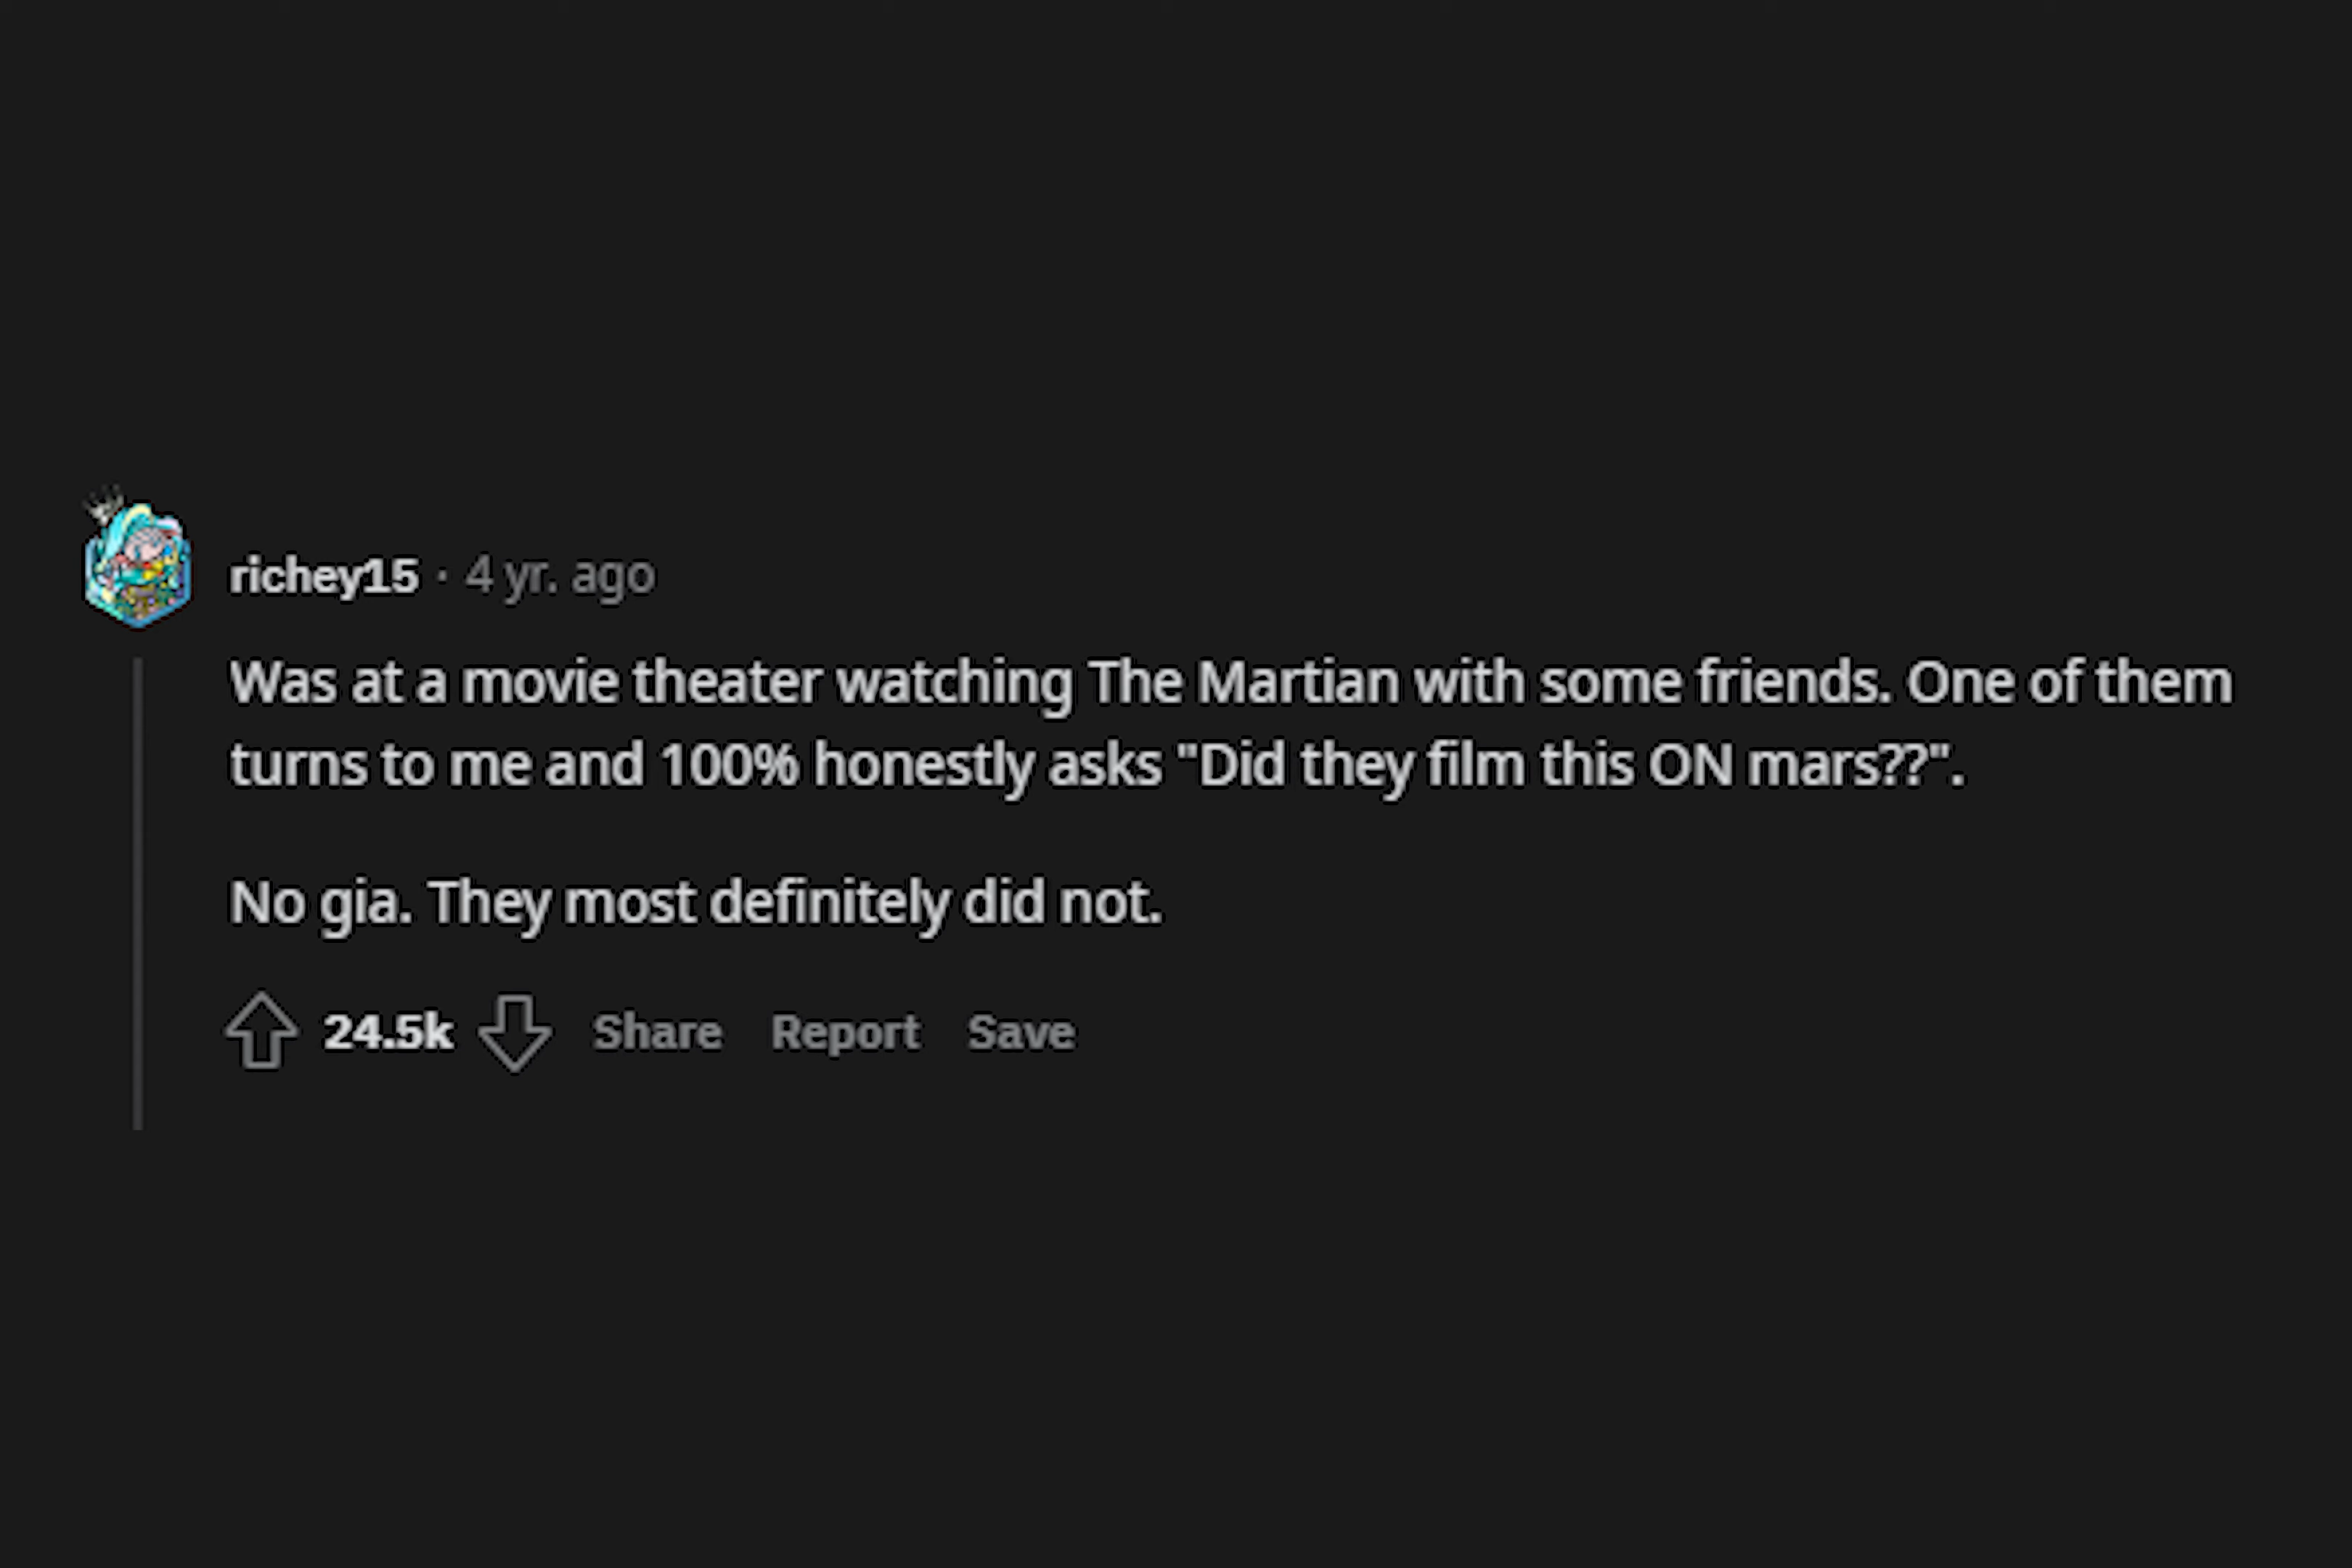 richey15 · 4 yr. ago
Was at a movie theater watching The Martian with some friends. One of them
turns to me and 100% honestly asks "Did they film this ON mars??".
No gia. They most definitely did not.
24.5k Share Report Save